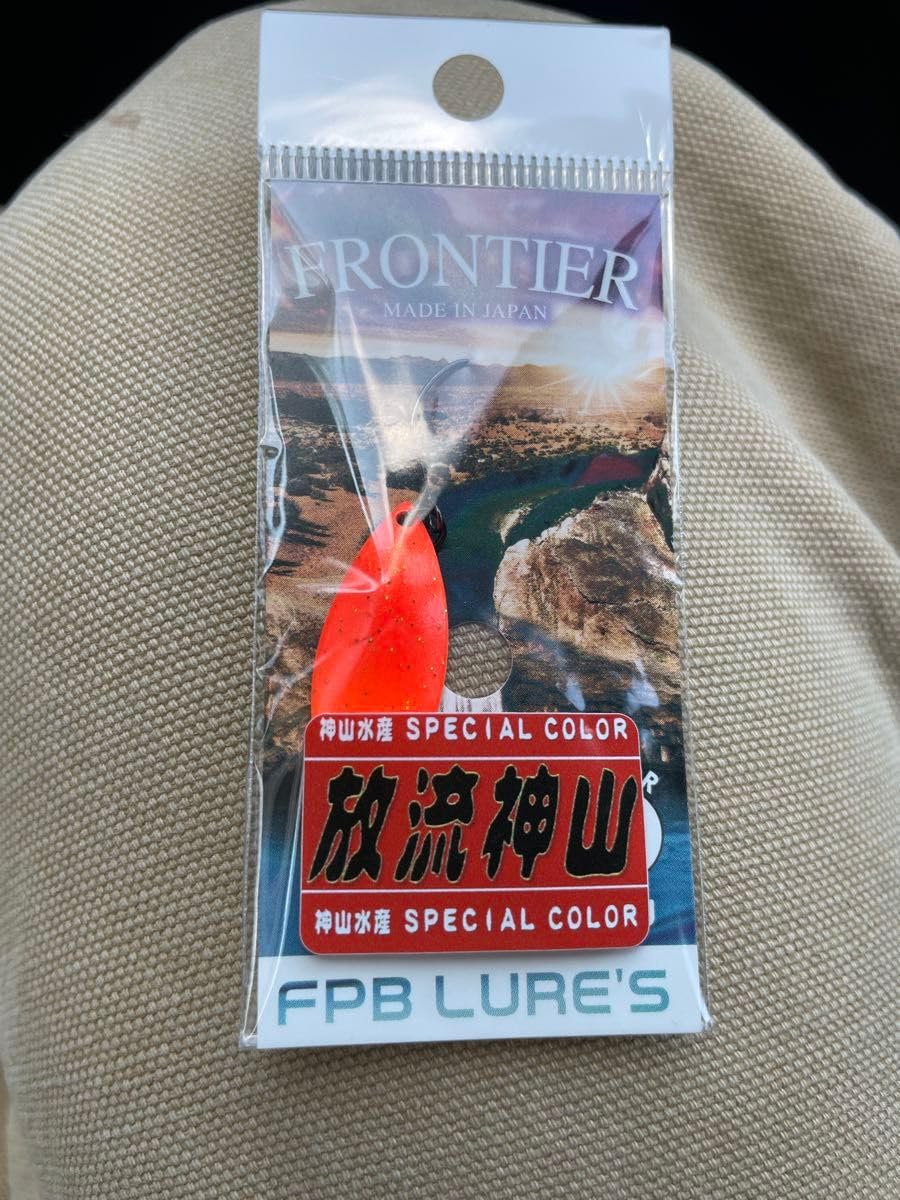 FRONTIER
MADE IN JAPAN
神山水産 SPECIAL COLOR
放流神山
神山水産 SPECIAL COLOR
FPB LURE'S